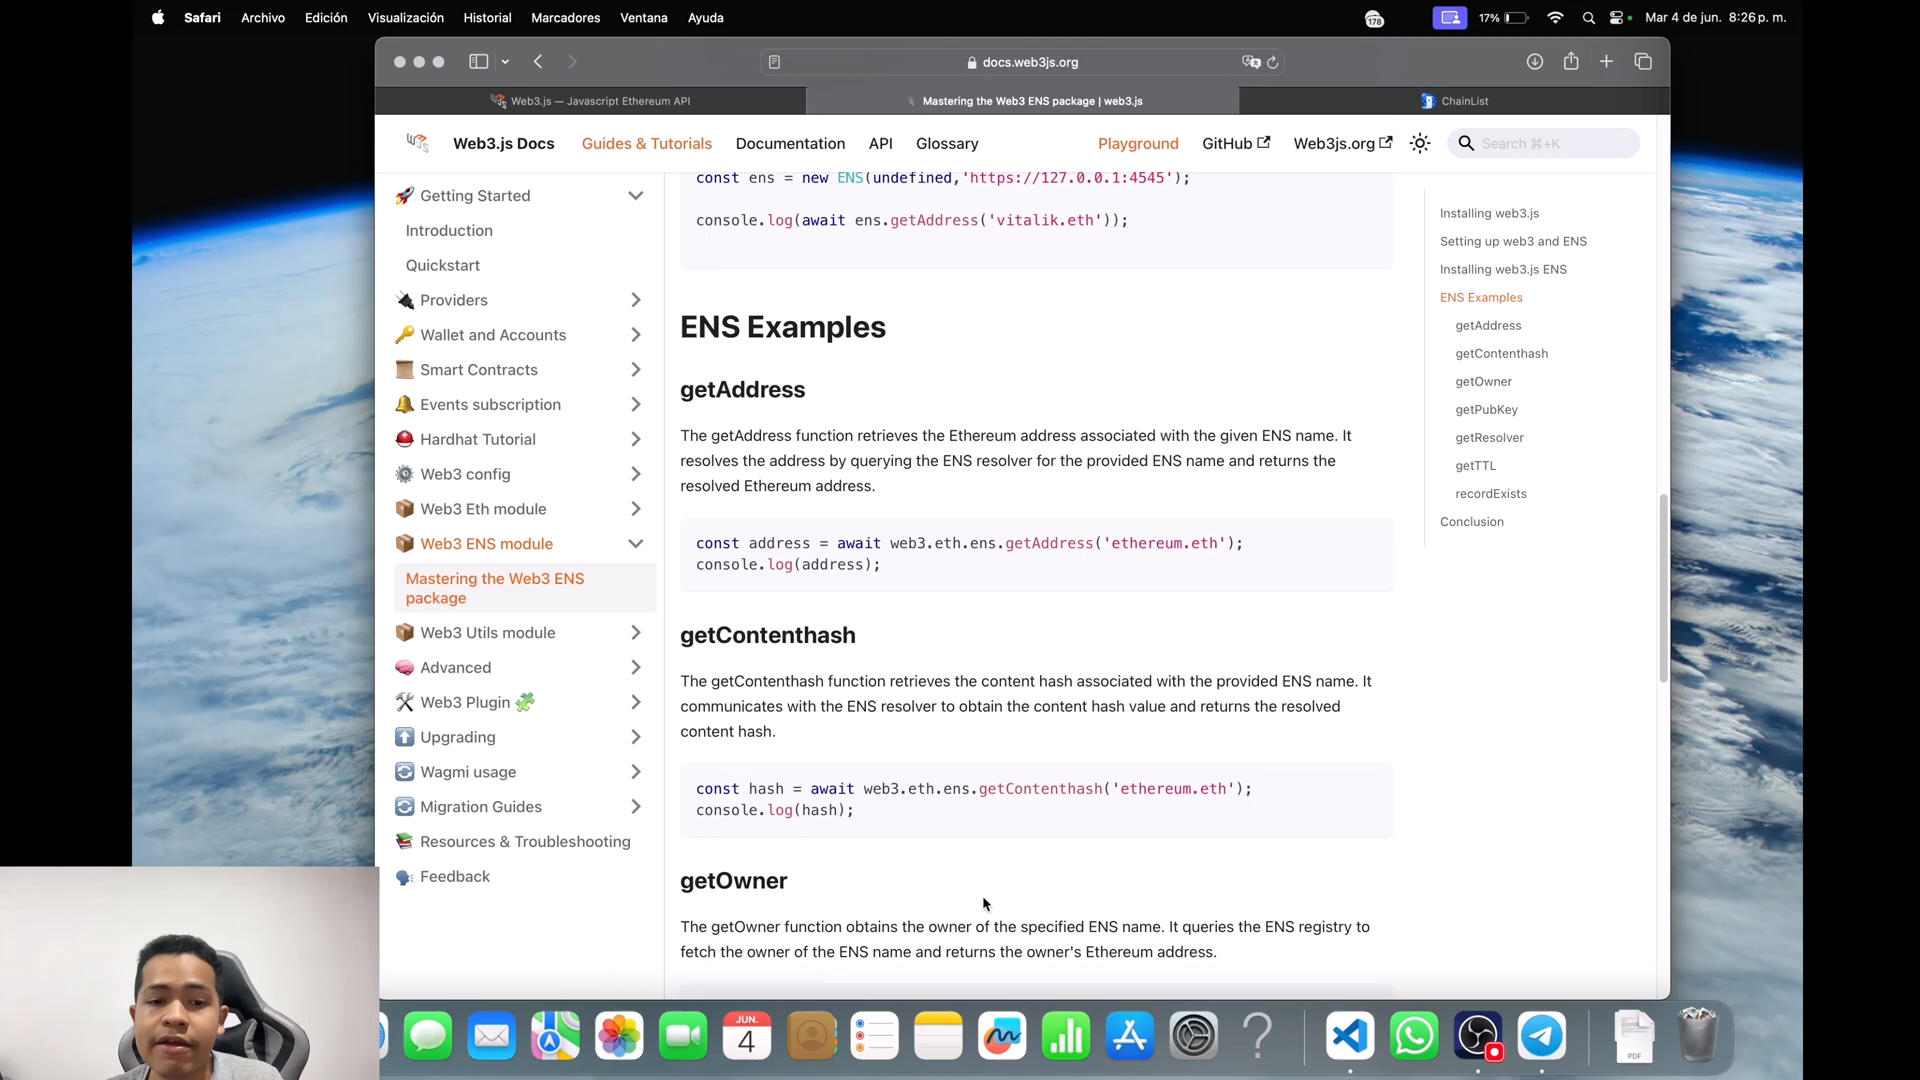 Safari Archivo Edición Visualización Historial Marcadores Ventana Ayuda
178
17%
Mar 4 de jun. 8:26 p. m.
docs.web3js.org
Web3.js — Javascript Ethereum API
Mastering the Web3 ENS package | web3.js
ChainList
Web3.js Docs Guides & Tutorials Documentation API Glossary
Playground GitHub Web3js.org Search ⌘+K
Getting Started
Introduction
Quickstart
Providers
Wallet and Accounts
Smart Contracts
Events subscription
Hardhat Tutorial
Web3 config
Web3 Eth module
Web3 ENS module
Mastering the Web3 ENS
package
Web3 Utils module
Advanced
Web3 Plugin
Upgrading
Wagmi usage
Migration Guides
Resources & Troubleshooting
Feedback
const ens = new ENS(undefined,'https://127.0.0.1:4545');
console.log(await ens.getAddress('vitalik.eth'));
ENS Examples
getAddress
The getAddress function retrieves the Ethereum address associated with the given ENS name. It
resolves the address by querying the ENS resolver for the provided ENS name and returns the
resolved Ethereum address.
const address = await web3.eth.ens.getAddress('ethereum.eth');
console.log(address);
getContenthash
The getContenthash function retrieves the content hash associated with the provided ENS name. It
communicates with the ENS resolver to obtain the content hash value and returns the resolved
content hash.
const hash = await web3.eth.ens.getContenthash('ethereum.eth');
console.log(hash);
getOwner
The getOwner function obtains the owner of the specified ENS name. It queries the ENS registry to
fetch the owner of the ENS name and returns the owner's Ethereum address.
Installing web3.js
Setting up web3 and ENS
Installing web3.js ENS
ENS Examples
getAddress
getContenthash
getOwner
getPubKey
getResolver
getTTL
recordExists
Conclusion
JUN.
4
PDF